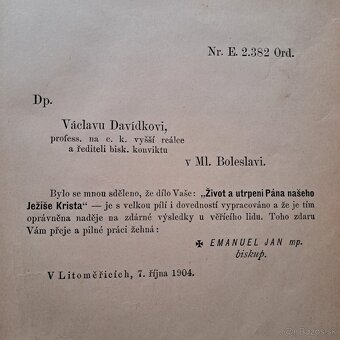 Nr. E. 2.382 Ord.
Dp.
Václavu Davídkovi,
profess. na c. k. vyšší reálce
a řediteli bisk. konviktu
v Ml. Boleslavi.
Bylo se mnou sděleno, že dílo Vaše: „Život a utrpení Pána našeho
Ježíše Krista“ — je s velkou pílí i dovedností vypracováno a že je tím
oprávněna naděje na zdárné výsledky u věřícího lidu. Toho zdaru
Vám přeje a pilné práci žehná:
✠ EMANUEL JAN mp.
biskup.
V Litoměřicích, 7. října 1904.